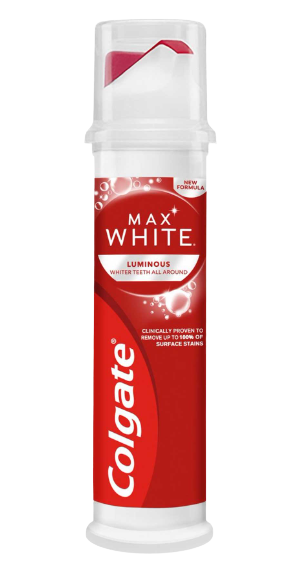 NEW
FORMULA
MAX
WHITE
LUMINOUS
WHITER TEETH ALL AROUND
CLINICALLY PROVEN TO
REMOVE UP TO 100% OF
SURFACE STAINS
Colgate®